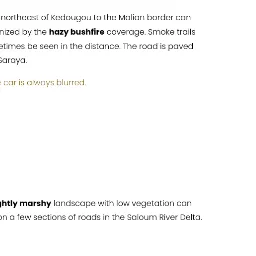 northeast of Kedougou to the Malian border can
nized by the hazy bushfire coverage. Smoke trails
etimes be seen in the distance. The road is paved
Saraya.
car is always blurred.
ghtly marshy landscape with low vegetation can
on a few sections of roads in the Saloum River Delta.